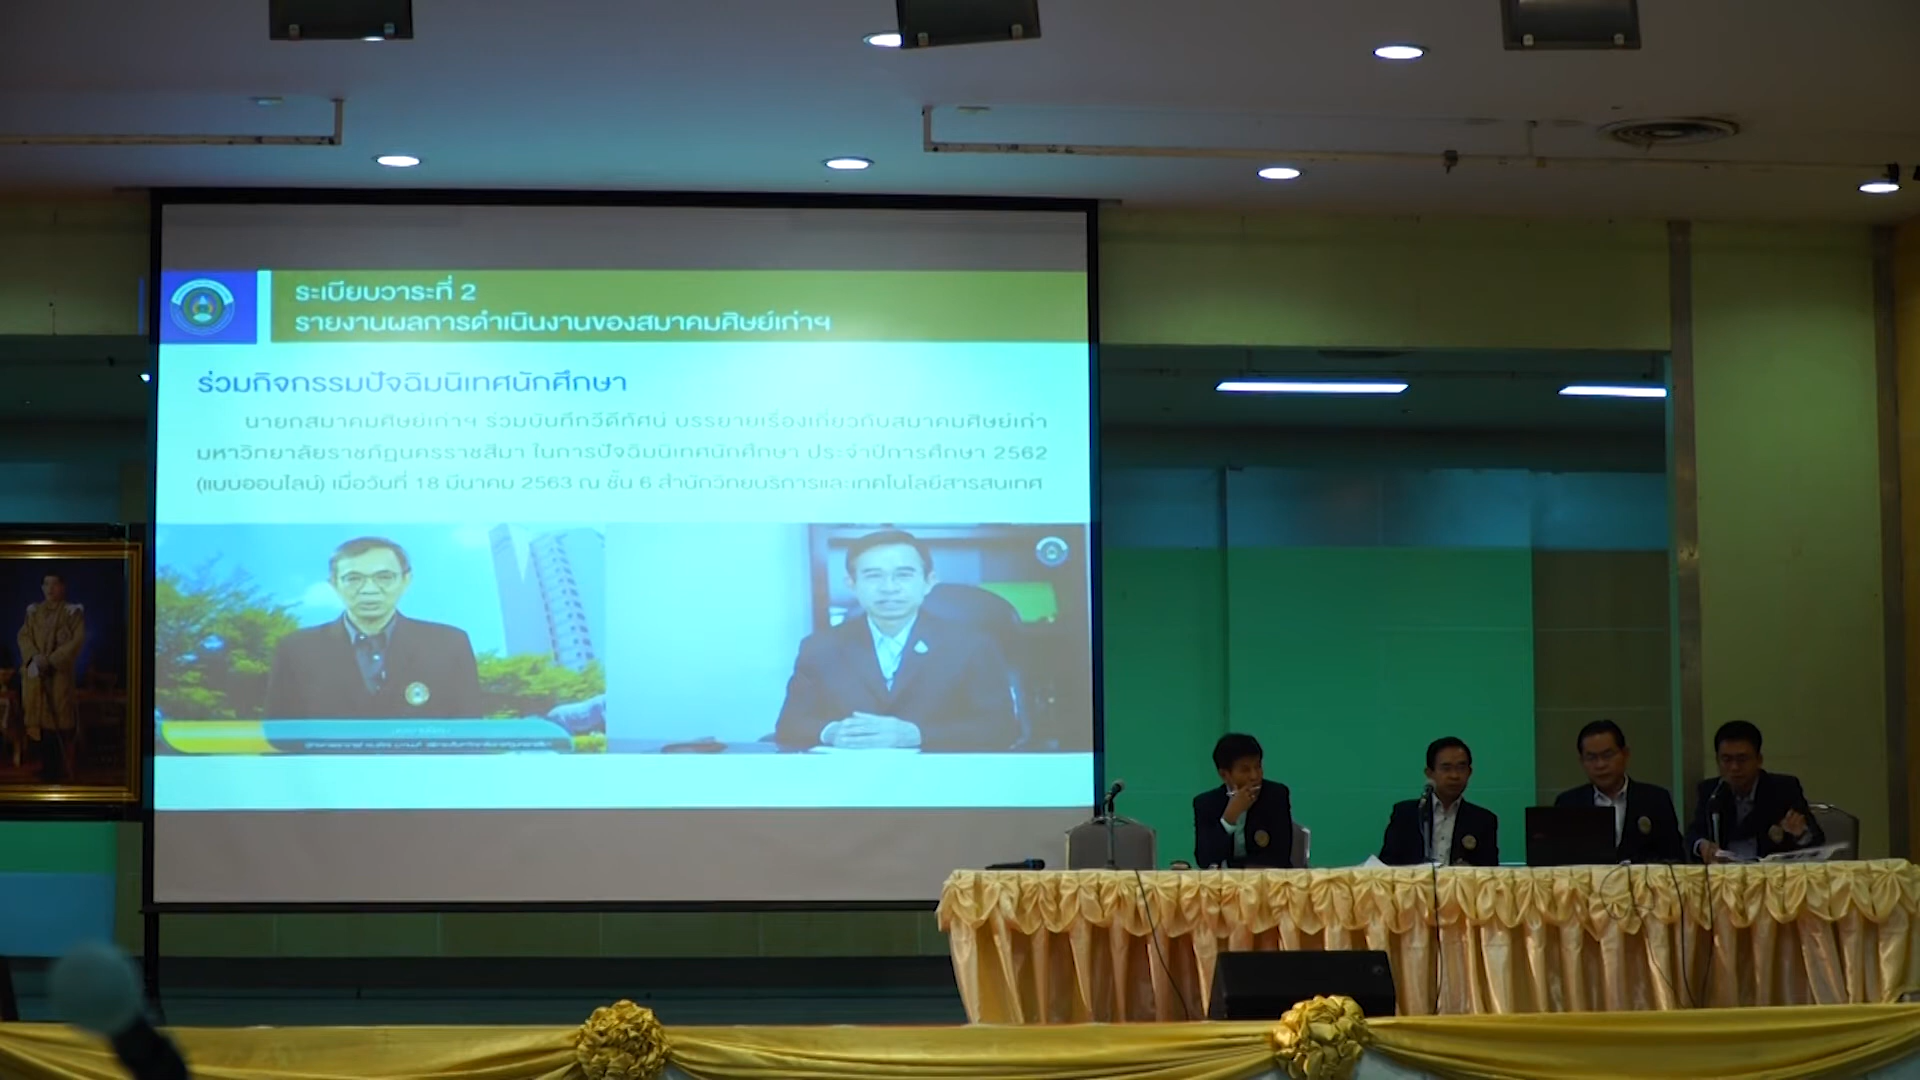 ระเบียบวาระที่ 2
รายงานผลการดำเนินงานของสมาคมศิษย์เก่าฯ
ร่วมกิจกรรมปัจฉิมนิเทศนักศึกษา
นายกสมาคมศิษย์เก่าฯ ร่วมบันทึกวีดีทัศน์ บรรยายเรื่องเกี่ยวกับสมาคมศิษย์เก่า
มหาวิทยาลัยราชภัฏนครราชสีมา ในการปัจฉิมนิเทศนักศึกษา ประจำปีการศึกษา 2562
(แบบออนไลน์) เมื่อวันที่ 18 มีนาคม 2563 ณ ชั้น 6 สำนักวิทยบริการและเทคโนโลยีสารสนเทศ